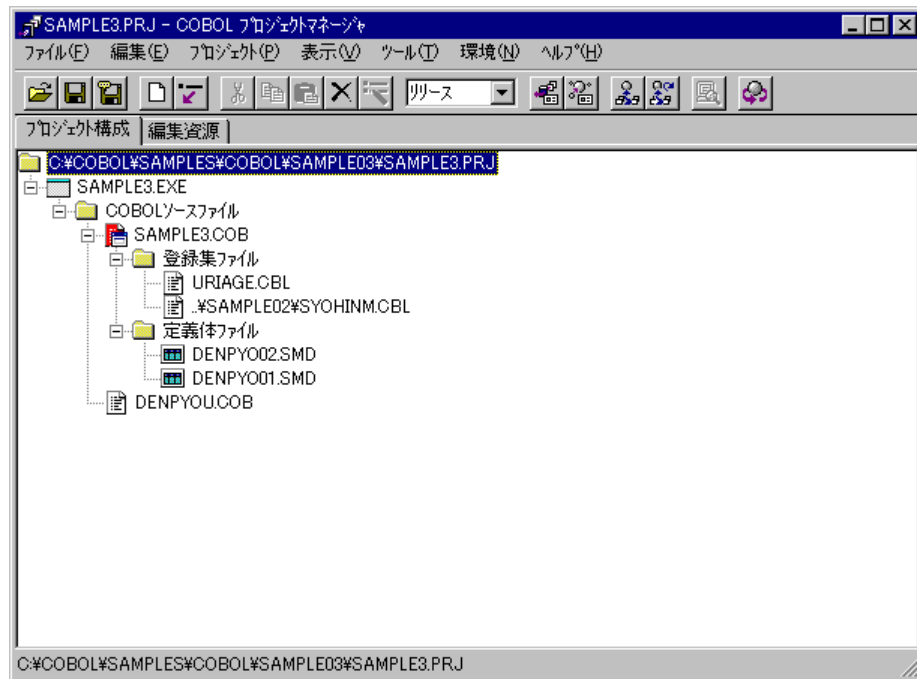 SAMPLE3.PRJ - COBOL ﾌﾟﾛｼﾞｪｸﾄﾏﾈｰｼﾞｬ
ﾌｧｲﾙ(F) 編集(E) ﾌﾟﾛｼﾞｪｸﾄ(P) 表示(V) ﾂｰﾙ(T) 環境(N) ﾍﾙﾌﾟ(H)
ﾘﾘｰｽ
ﾌﾟﾛｼﾞｪｸﾄ構成 編集資源
C:¥COBOL¥SAMPLES¥COBOL¥SAMPLE03¥SAMPLE3.PRJ
SAMPLE3.EXE
COBOLｿｰｽﾌｧｲﾙ
SAMPLE3.COB
登録集ﾌｧｲﾙ
URIAGE.CBL
..¥SAMPLE02¥SYOHINM.CBL
定義体ﾌｧｲﾙ
DENPYO02.SMD
DENPYO01.SMD
DENPYOU.COB
C:¥COBOL¥SAMPLES¥COBOL¥SAMPLE03¥SAMPLE3.PRJ